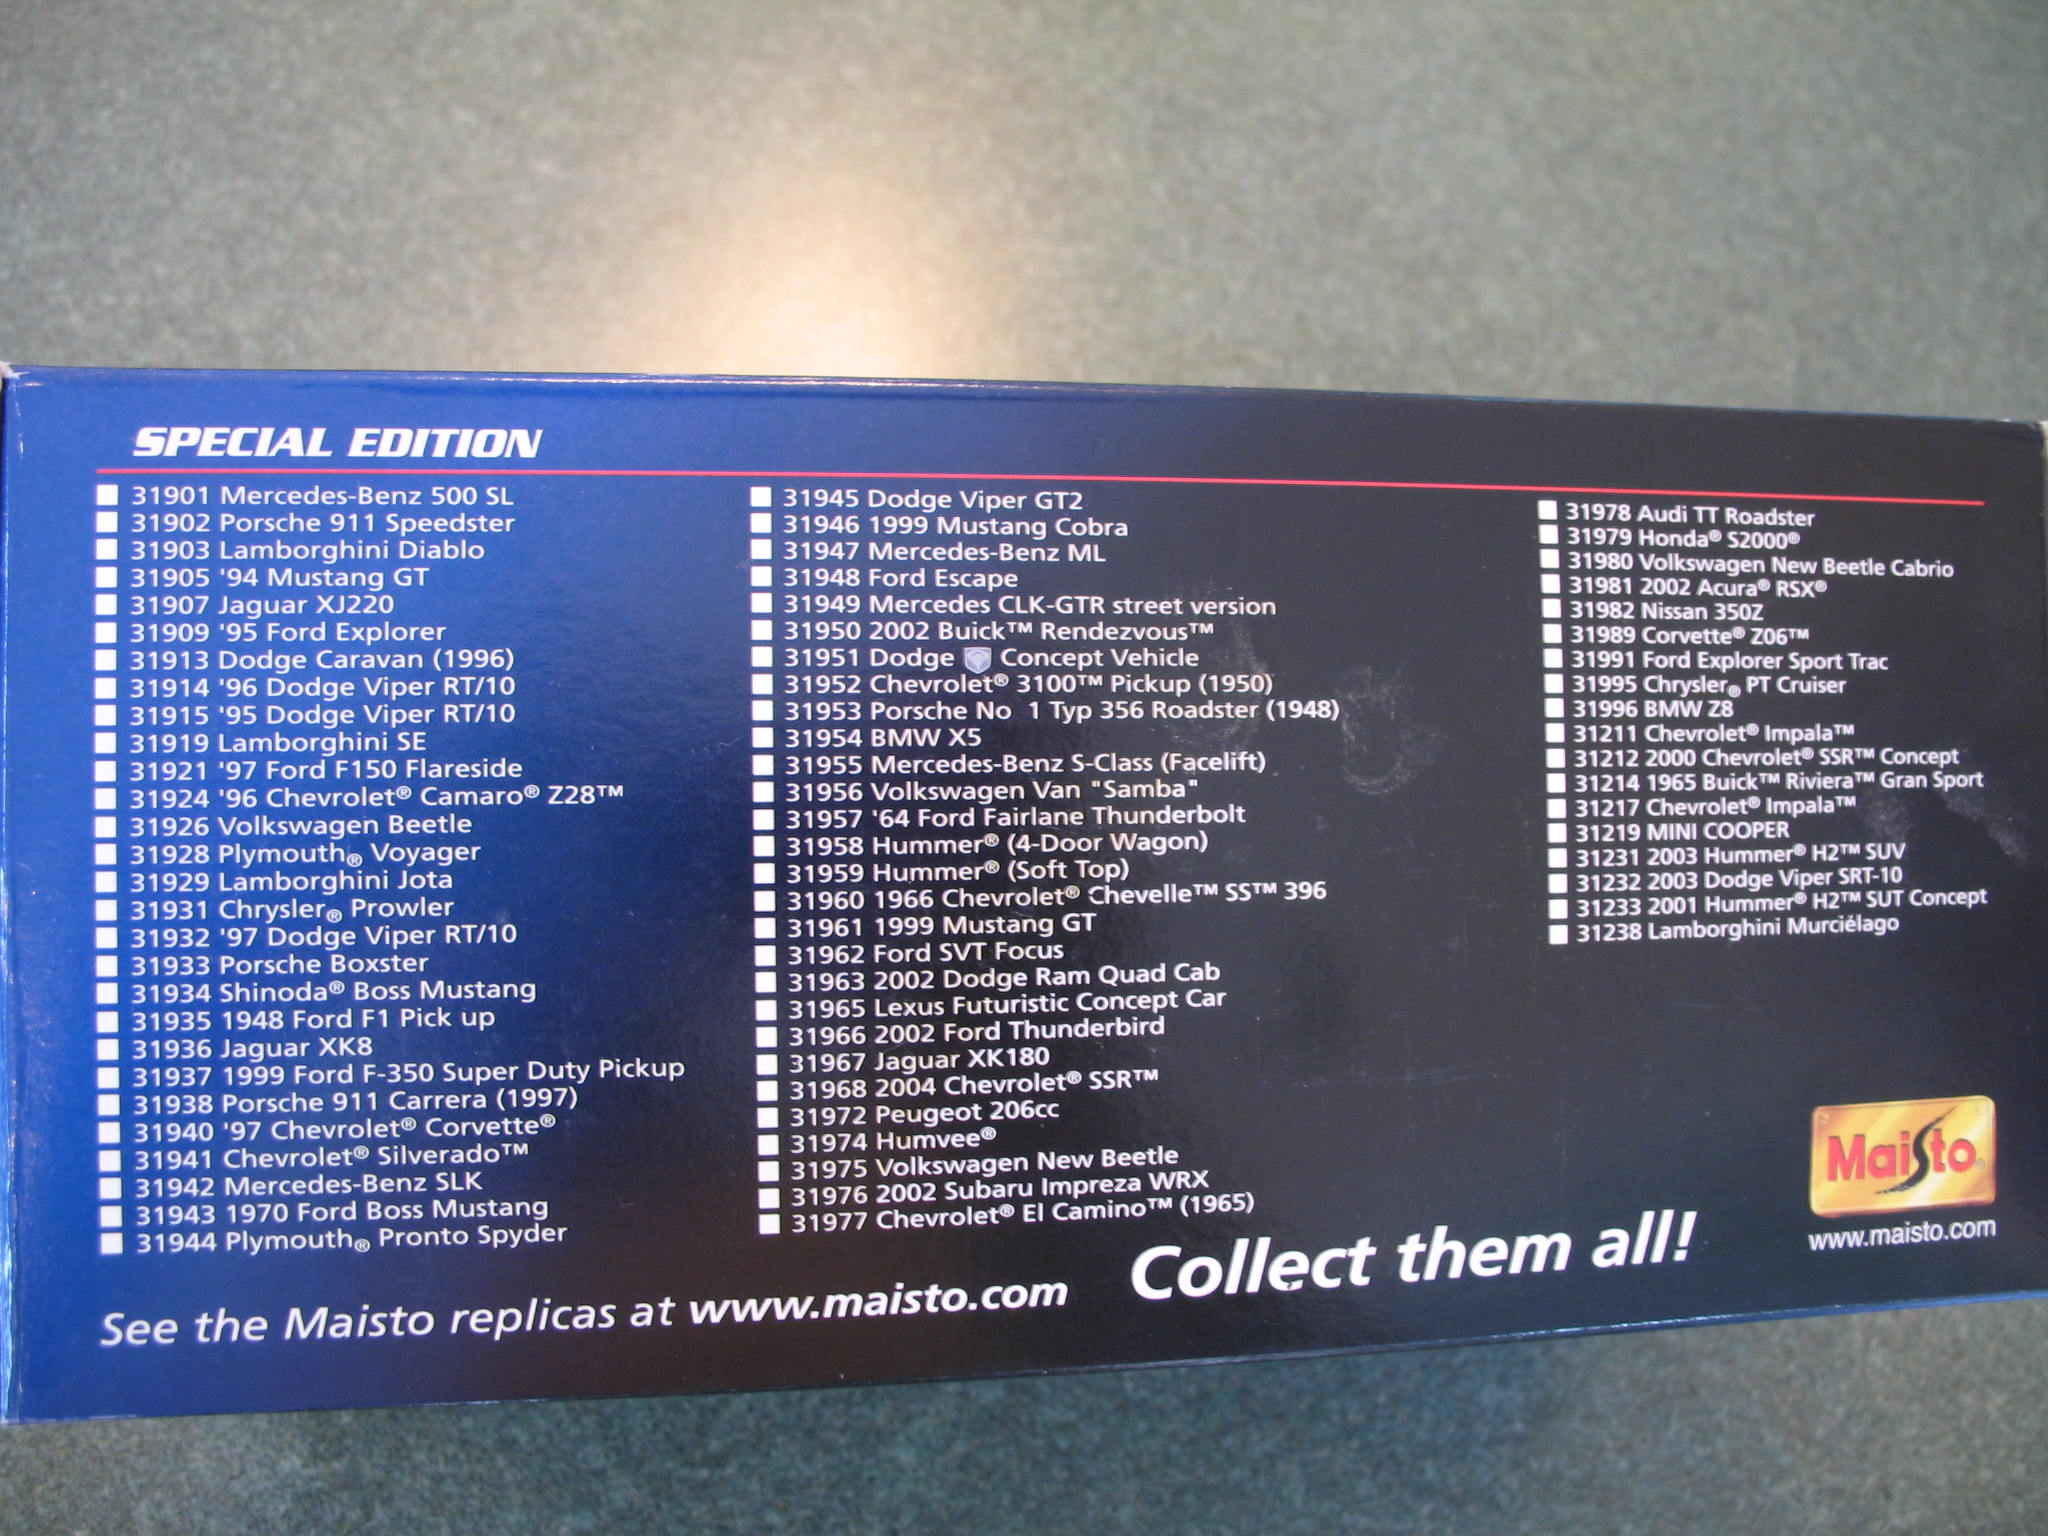 SPECIAL EDITION
31901 Mercedes-Benz 500 SL
31902 Porsche 911 Speedster
31903 Lamborghini Diablo
31905 '94 Mustang GT
31907 Jaguar XJ220
31909 '95 Ford Explorer
31913 Dodge Caravan (1996)
31914 '96 Dodge Viper RT/10
31915 '95 Dodge Viper RT/10
31919 Lamborghini SE
31921 '97 Ford F150 Flareside
31924 '96 Chevrolet® Camaro® Z28™
31926 Volkswagen Beetle
31928 Plymouth® Voyager
31929 Lamborghini Jota
31931 Chrysler® Prowler
31932 '97 Dodge Viper RT/10
31933 Porsche Boxster
31934 Shinoda® Boss Mustang
31935 1948 Ford F1 Pick up
31936 Jaguar XK8
31937 1999 Ford F-350 Super Duty Pickup
31938 Porsche 911 Carrera (1997)
31940 '97 Chevrolet® Corvette®
31941 Chevrolet® Silverado™
31942 Mercedes-Benz SLK
31943 1970 Ford Boss Mustang
31944 Plymouth® Pronto Spyder
31945 Dodge Viper GT2
31946 1999 Mustang Cobra
31947 Mercedes-Benz ML
31948 Ford Escape
31949 Mercedes CLK-GTR street version
31950 2002 Buick™ Rendezvous™
31951 Dodge Concept Vehicle
31952 Chevrolet® 3100™ Pickup (1950)
31953 Porsche No 1 Typ 356 Roadster (1948)
31954 BMW X5
31955 Mercedes-Benz S-Class (Facelift)
31956 Volkswagen Van "Samba"
31957 '64 Ford Fairlane Thunderbolt
31958 Hummer® (4-Door Wagon)
31959 Hummer® (Soft Top)
31960 1966 Chevrolet® Chevelle™ SS™ 396
31961 1999 Mustang GT
31962 Ford SVT Focus
31963 2002 Dodge Ram Quad Cab
31965 Lexus Futuristic Concept Car
31966 2002 Ford Thunderbird
31967 Jaguar XK180
31968 2004 Chevrolet® SSR™
31972 Peugeot 206cc
31974 Humvee®
31975 Volkswagen New Beetle
31976 2002 Subaru Impreza WRX
31977 Chevrolet® El Camino™ (1965)
31978 Audi TT Roadster
31979 Honda® S2000®
31980 Volkswagen New Beetle Cabrio
31981 2002 Acura® RSX®
31982 Nissan 350Z
31989 Corvette® Z06™
31991 Ford Explorer Sport Trac
31995 Chrysler® PT Cruiser
31996 BMW Z8
31211 Chevrolet® Impala™
31212 2000 Chevrolet® SSR™ Concept
31214 1965 Buick™ Riviera™ Gran Sport
31217 Chevrolet® Impala™
31219 MINI COOPER
31231 2003 Hummer® H2™ SUV
31232 2003 Dodge Viper SRT-10
31233 2001 Hummer® H2™ SUT Concept
31238 Lamborghini Murciélago
Maisto®
www.maisto.com
See the Maisto replicas at www.maisto.com
Collect them all!